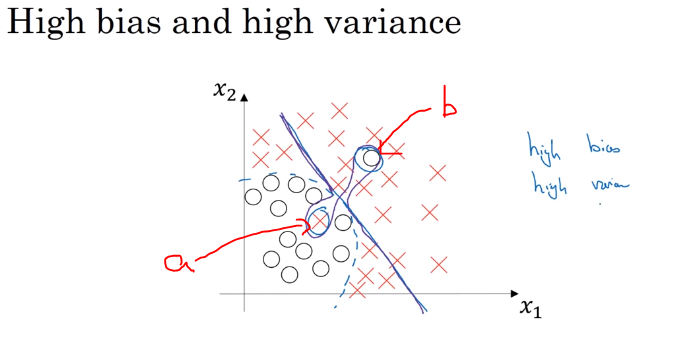 High bias and high variance
x₂
b
high bias
high varian
a
x₁